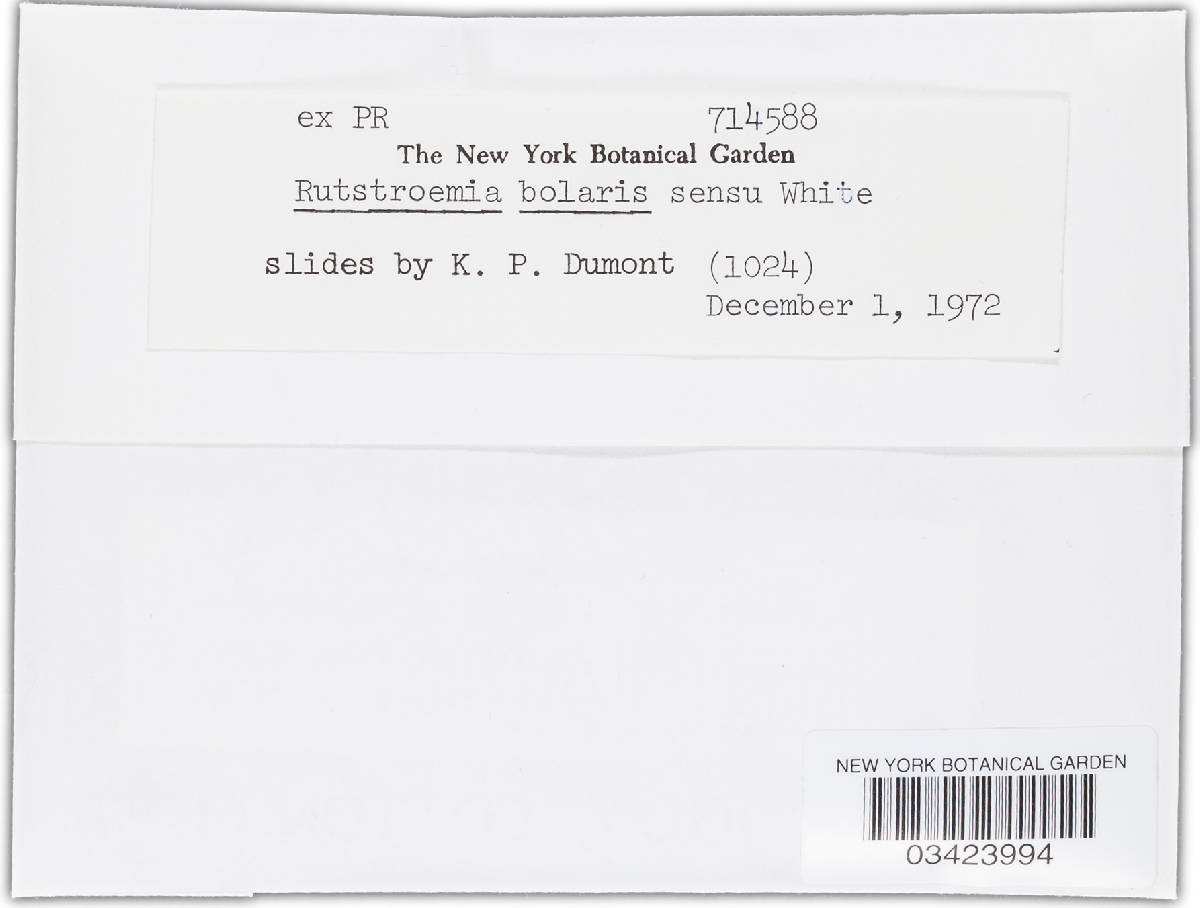 ex PR 714588
The New York Botanical Garden
Rutstroemia bolaris sensu White
slides by K. P. Dumont (1024)
December 1, 1972
NEW YORK BOTANICAL GARDEN
03423994